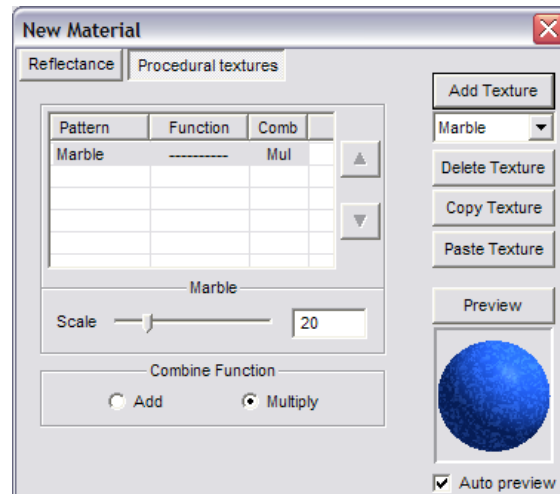 New Material
Reflectance Procedural textures
Add Texture
Pattern Function Comb
Marble ---------- Mul
Marble
Delete Texture
Copy Texture
Paste Texture
Marble
Scale 20
Preview
Combine Function
Add Multiply
Auto preview